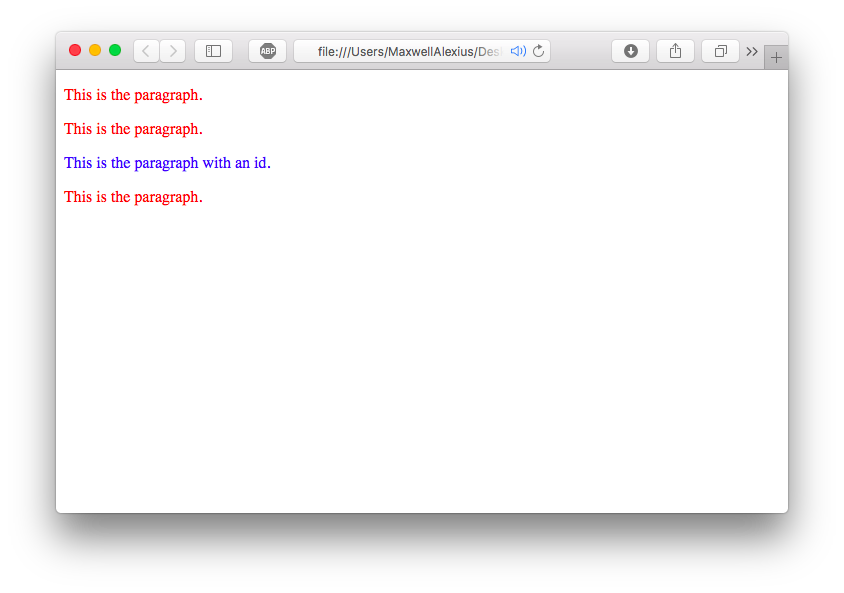 ABP
file:///Users/MaxwellAlexius/Des
This is the paragraph.
This is the paragraph.
This is the paragraph with an id.
This is the paragraph.